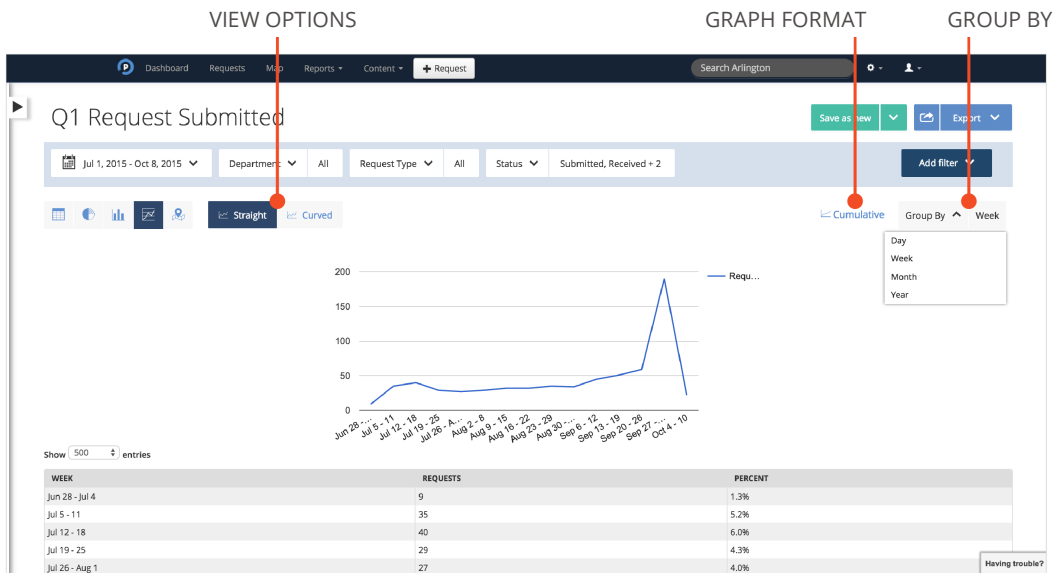 VIEW OPTIONS GRAPH FORMAT GROUP BY
Dashboard Requests Map Reports Content + Request Search Arlington
Q1 Request Submitted
Save as new Export
Jul 1, 2015 - Oct 8, 2015 Department All Request Type All Status Submitted, Received + 2 Add filter
Straight Curved Cumulative Group By Week
Day
Week
Month
Year
200
150
100
50
0
Requ...
Jun 28 -... Jul 5 - 11 Jul 12 - 18 Jul 19 - 25 Jul 26 - A... Aug 2 - 8 Aug 9 - 15 Aug 16 - 22 Aug 23 - 29 Aug 30 -... Sep 6 - 12 Sep 13 - 19 Sep 20 - 26 Sep 27 -... Oct 4 - 10
Show 500 entries
WEEK REQUESTS PERCENT
Jun 28 - Jul 4 9 1.3%
Jul 5 - 11 35 5.2%
Jul 12 - 18 40 6.0%
Jul 19 - 25 29 4.3%
Jul 26 - Aug 1 27 4.0%
Having trouble?